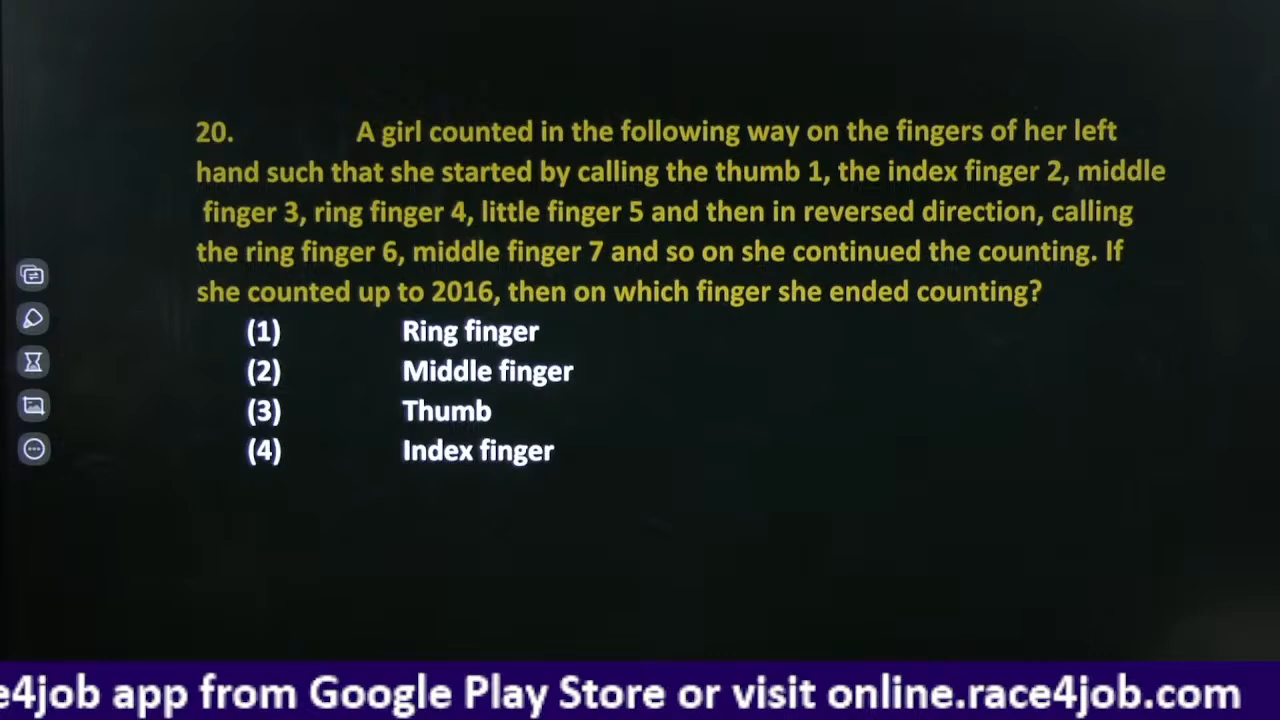 20. A girl counted in the following way on the fingers of her left
hand such that she started by calling the thumb 1, the index finger 2, middle
finger 3, ring finger 4, little finger 5 and then in reversed direction, calling
the ring finger 6, middle finger 7 and so on she continued the counting. If
she counted up to 2016, then on which finger she ended counting?
(1) Ring finger
(2) Middle finger
(3) Thumb
(4) Index finger
e4job app from Google Play Store or visit online.race4job.com